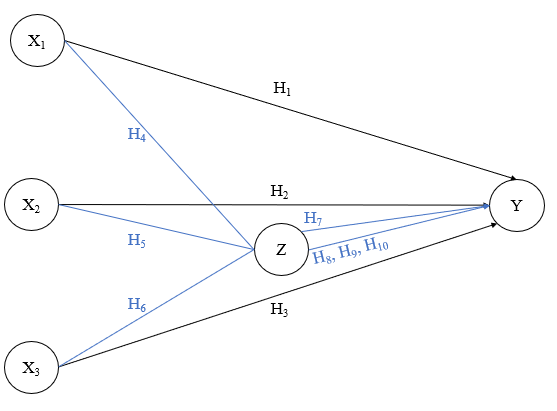 X₁
H₁
H₄
X₂
H₂
Y
H₇
H₅
Z
H₈, H₉, H₁₀
H₆
H₃
X₃